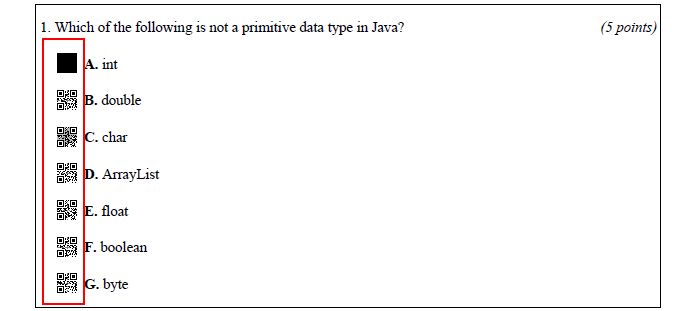 1. Which of the following is not a primitive data type in Java? (5 points)
A. int
B. double
C. char
D. ArrayList
E. float
F. boolean
G. byte